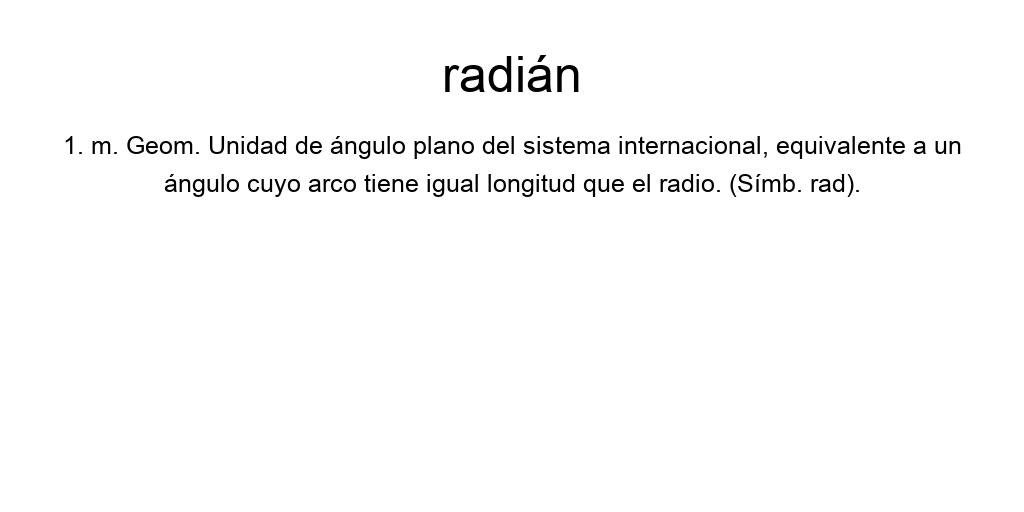 radián
1. m. Geom. Unidad de ángulo plano del sistema internacional, equivalente a un
ángulo cuyo arco tiene igual longitud que el radio. (Símb. rad).